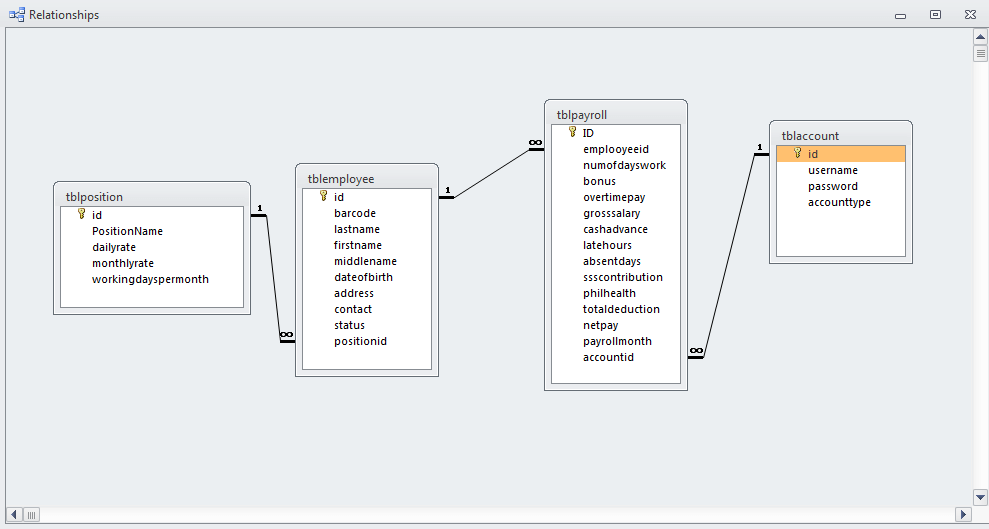 Relationships
tblposition
id
PositionName
dailyrate
monthlyrate
workingdayspermonth
1
∞
tblemployee
id
barcode
lastname
firstname
middlename
dateofbirth
address
contact
status
positionid
1
∞
tblpayroll
ID
emplooyeeid
numofdayswork
bonus
overtimepay
grosssalary
cashadvance
latehours
absentdays
ssscontribution
philhealth
totaldeduction
netpay
payrollmonth
accountid
∞
1
tblaccount
id
username
password
accounttype